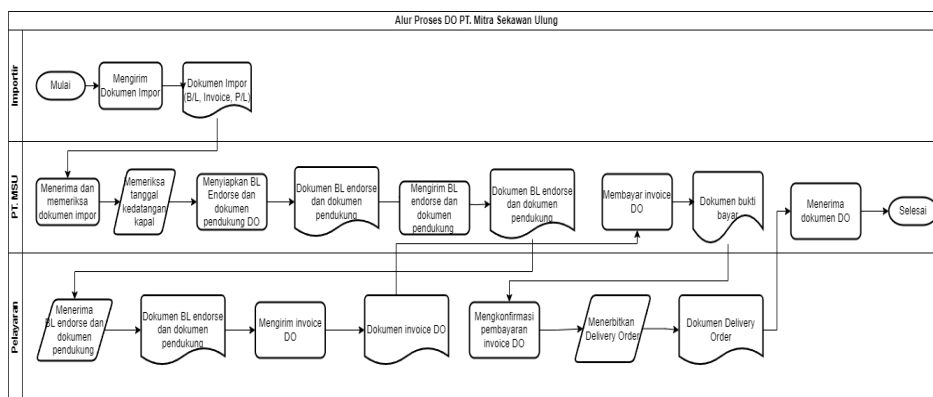 Alur Proses DO PT. Mitra Sekawan Ulung
Importir
Mulai
Mengirim
Dokumen Impor
Dokumen Impor
(B/L, Invoice, P/L)
PT. MSU
Menerima dan
memeriksa
dokumen impor
Memeriksa
tanggal
kedatangan
kapal
Menyiapkan BL
Endorse dan
dokumen
pendukung DO
Dokumen BL endorse
dan dokumen
pendukung
Mengirim BL
endorse dan
dokumen
pendukung
Dokumen BL endorse
dan dokumen
pendukung
Membayar invoice
DO
Dokumen bukti
bayar
Menerima
dokumen DO
Selesai
Pelayaran
Menerima
BL endorse dan
dokumen
pendukung
Dokumen BL endorse
dan dokumen
pendukung
Mengirim invoice
DO
Dokumen invoice DO
Mengkonfirmasi
pembayaran
invoice DO
Menerbitkan
Delivery Order
Dokumen Delivery
Order